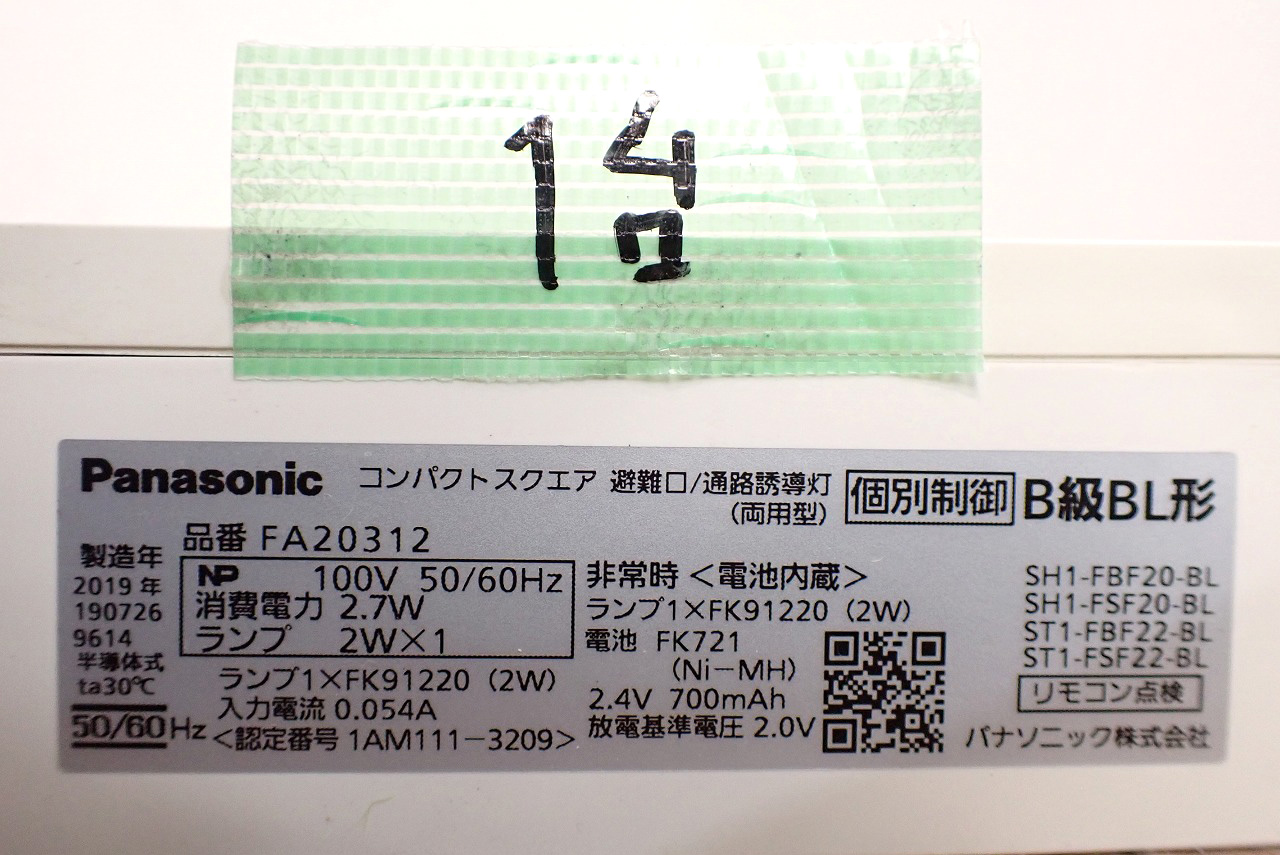 1台
Panasonic コンパクトスクエア 避難口/通路誘導灯
(両用型)
個別制御 B級BL形
品番 FA20312
製造年
2019年
190726
9614
半導体式
ta30℃
50/60Hz
NP 100V 50/60Hz
消費電力 2.7W
ランプ 2W×1
ランプ1×FK91220 (2W)
入力電流 0.054A
<認定番号 1AM111-3209>
非常時 <電池内蔵>
ランプ1×FK91220 (2W)
電池 FK721
(Ni-MH)
2.4V 700mAh
放電基準電圧 2.0V
SH1-FBF20-BL
SH1-FSF20-BL
ST1-FBF22-BL
ST1-FSF22-BL
リモコン点検
パナソニック株式会社